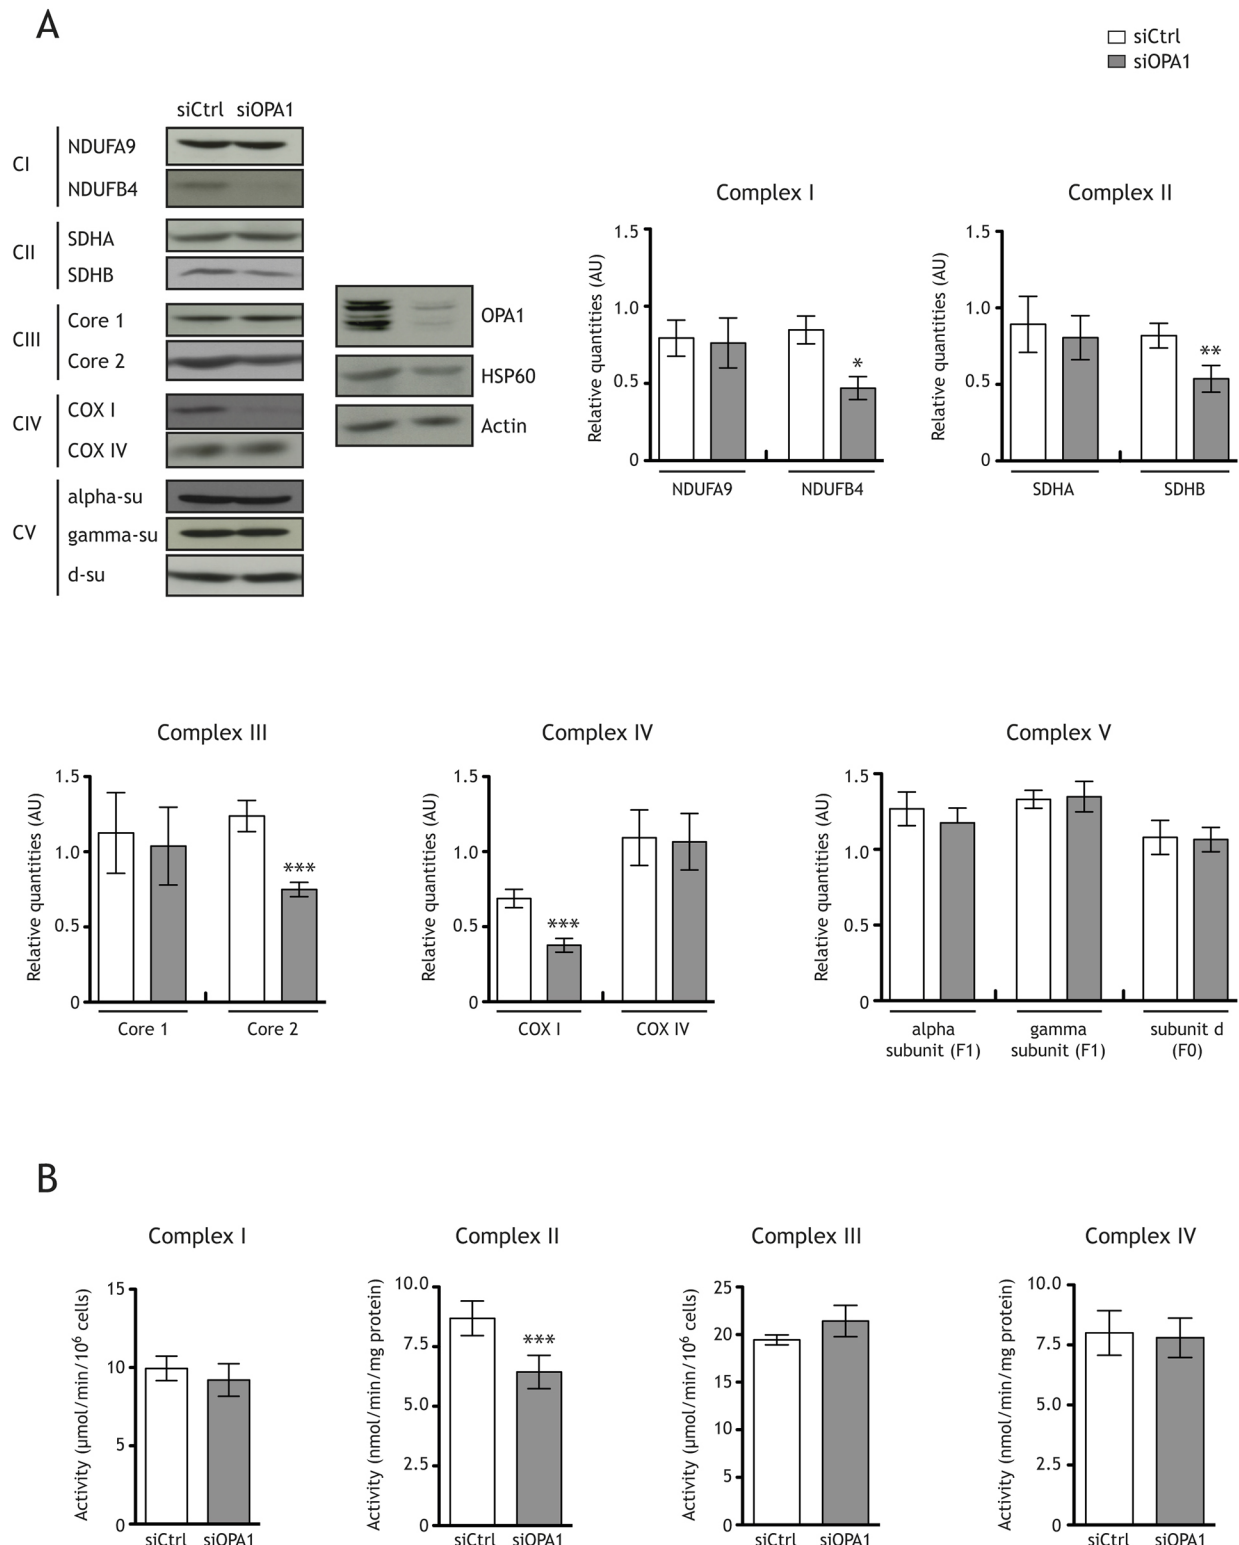 A
siCtrl
siOPA1
siCtrl siOPA1
CI
NDUFA9
NDUFB4
CII
SDHA
SDHB
CIII
Core 1
Core 2
CIV
COX I
COX IV
CV
alpha-su
gamma-su
d-su
OPA1
HSP60
Actin
Complex I
Relative quantities (AU)
1.5
1.0
0.5
0
*
NDUFA9 NDUFB4
Complex II
Relative quantities (AU)
1.5
1.0
0.5
0
**
SDHA SDHB
Complex III
Relative quantities (AU)
1.5
1.0
0.5
0
***
Core 1 Core 2
Complex IV
Relative quantities (AU)
1.5
1.0
0.5
0
***
COX I COX IV
Complex V
Relative quantities (AU)
1.5
1.0
0.5
0
alpha subunit (F1)
gamma subunit (F1)
subunit d (F0)
B
Complex I
Activity (µmol/min/10⁶ cells)
15
10
5
0
siCtrl siOPA1
Complex II
Activity (nmol/min/mg protein)
10.0
7.5
5.0
2.5
0
***
siCtrl siOPA1
Complex III
Activity (µmol/min/10⁶ cells)
25
20
15
10
5
0
siCtrl siOPA1
Complex IV
Activity (nmol/min/mg protein)
10.0
7.5
5.0
2.5
0
siCtrl siOPA1